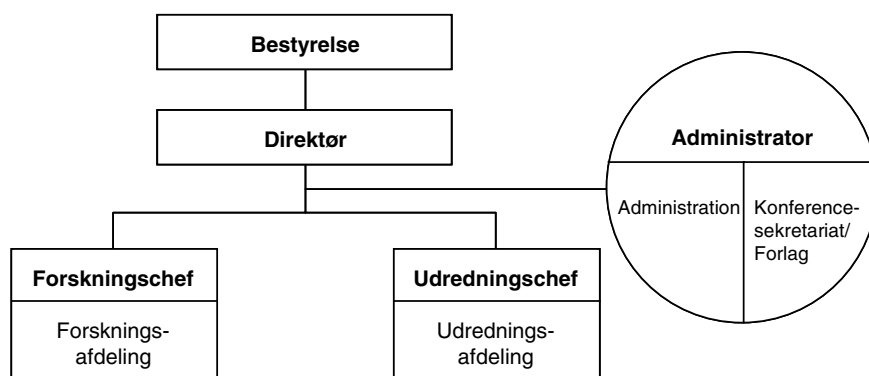 Bestyrelse
Direktør
Administrator
Administration
Konference-
sekretariat/
Forlag
Forskningschef
Forsknings-
afdeling
Udredningschef
Udrednings-
afdeling